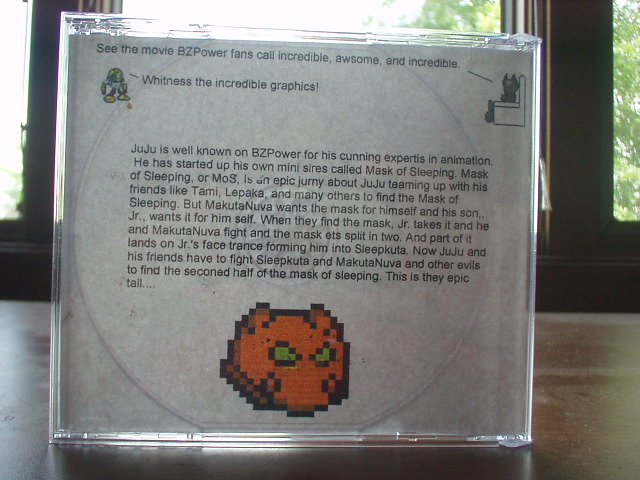 See the movie BZPower fans call incredible, awsome, and incredible.
Whitness the incredible graphics!
JuJu is well known on BZPower for his cunning expertis in animation.
He has started up his own mini sires called Mask of Sleeping. Mask
of Sleeping, or MoS, Is an epic jurny about JuJu teaming up with his
friends like Tami, Lepaka, and many others to find the Mask of
Sleeping. But MakutaNuva wants the mask for himself and his son,,
Jr., wants it for him self. When they find the mask, Jr. takes it and he
and MakutaNuva fight and the mask ets split in two. And part of it
lands on Jr.'s face trance forming him into Sleepkuta. Now JuJu and
his friends have to fight Sleepkuta and MakutaNuva and other evils
to find the seconed half of the mask of sleeping. This is they epic
tail....